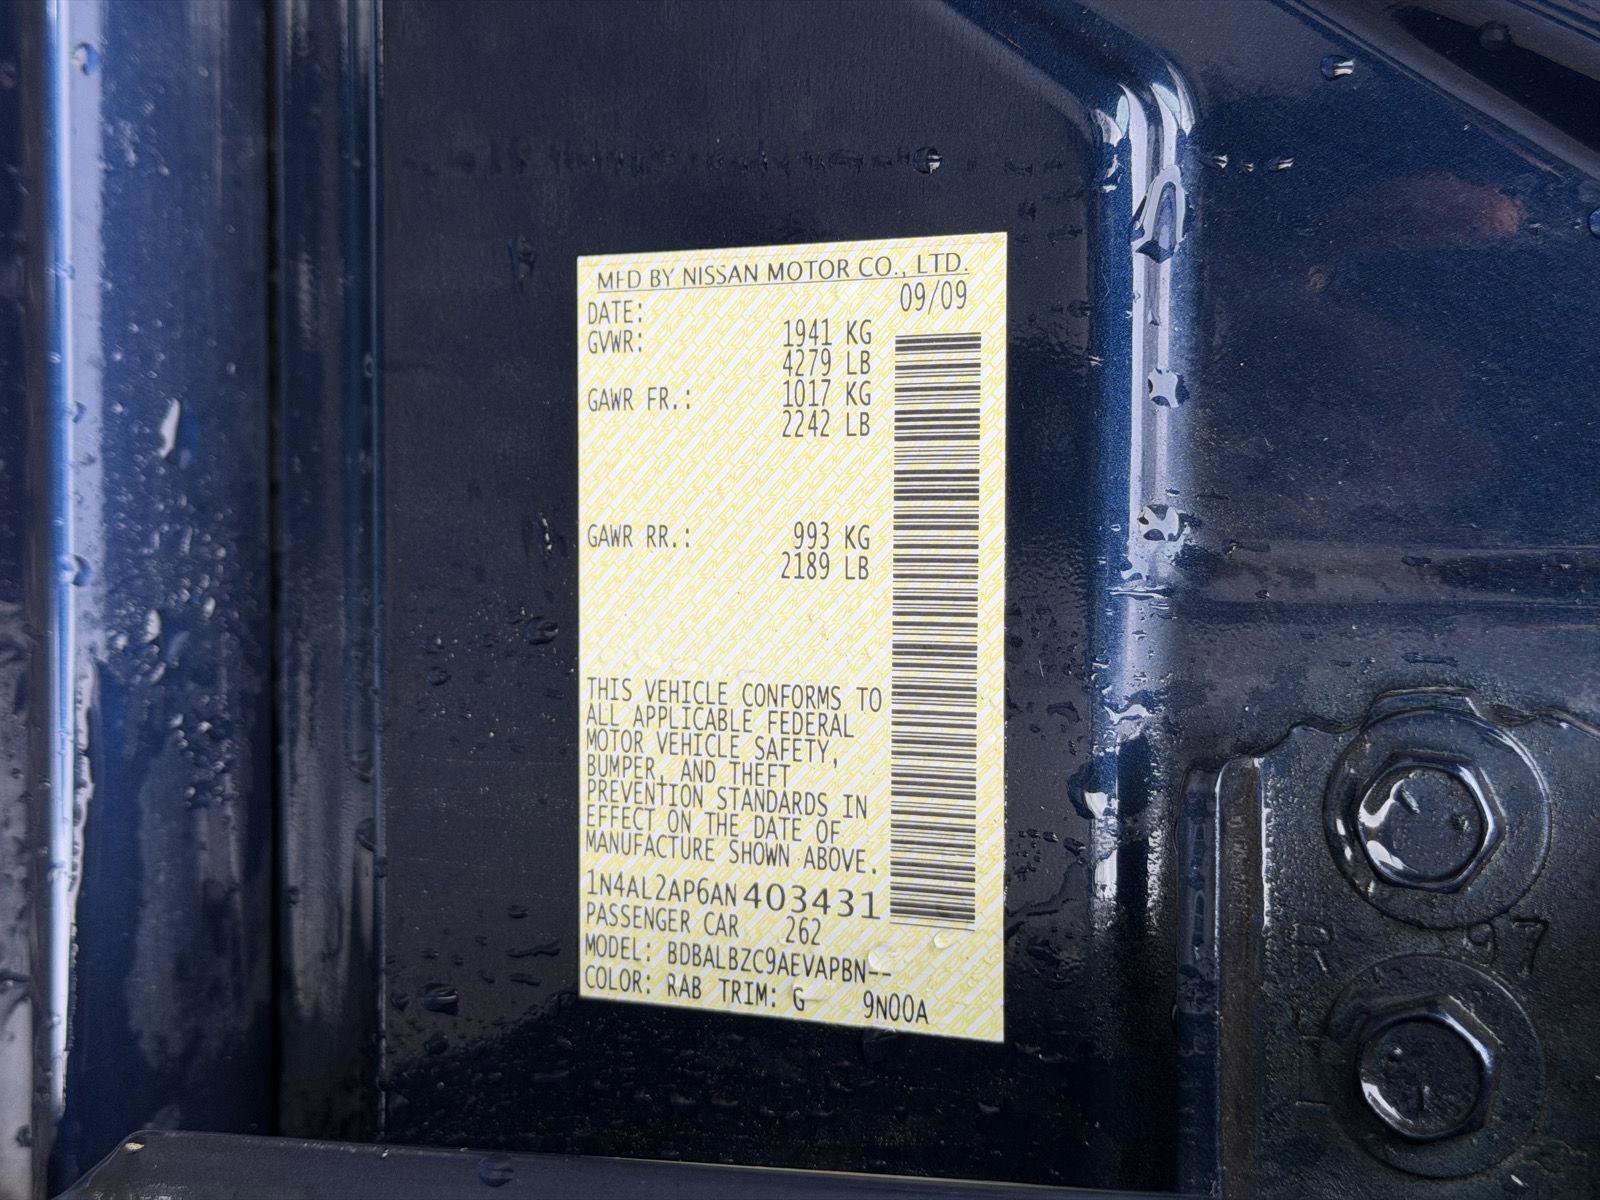 MFD BY NISSAN MOTOR CO., LTD.
DATE: 09/09
GVWR: 1941 KG
4279 LB
GAWR FR.: 1017 KG
2242 LB
GAWR RR.: 993 KG
2189 LB
THIS VEHICLE CONFORMS TO
ALL APPLICABLE FEDERAL
MOTOR VEHICLE SAFETY,
BUMPER, AND THEFT
PREVENTION STANDARDS IN
EFFECT ON THE DATE OF
MANUFACTURE SHOWN ABOVE.
1N4AL2AP6AN403431
PASSENGER CAR 262
MODEL: BDBALBZC9AEVAPBN--
COLOR: RAB TRIM: G 9N00A
R 97